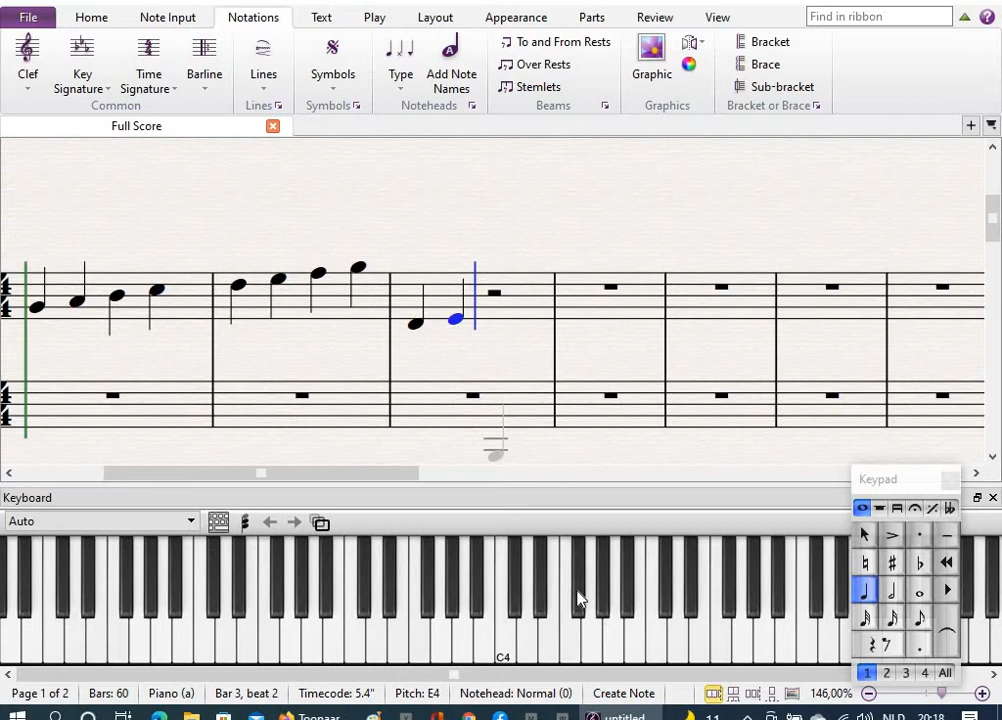 File Home Note Input Notations Text Play Layout Appearance Parts Review View Find in ribbon
Clef Key Signature Time Signature Barline Lines Symbols Type Add Note Names To and From Rests Over Rests Stemlets Graphic Bracket Brace Sub-bracket
Common Lines Symbols Noteheads Beams Graphics Bracket or Brace
Full Score
Keypad
Keyboard
Auto
C4
1 2 3 4 All
Page 1 of 2 Bars: 60 Piano (a) Bar 3, beat 2 Timecode: 5.4" Pitch: E4 Notehead: Normal (0) Create Note 146,00%
Toonaar untitled 11 NLD 20:18